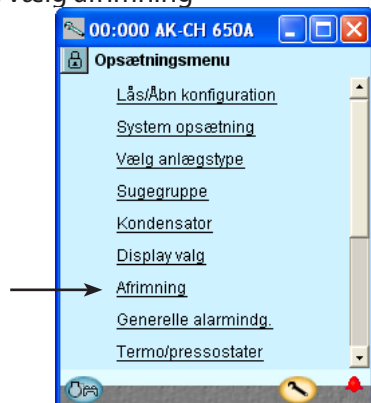 Vælg afrimning
00:000 AK-CH 650A
Opsætningsmenu
Lås/Åbn konfiguration
System opsætning
Vælg anlægstype
Sugegruppe
Kondensator
Display valg
Afrimning
Generelle alarmindg.
Termo/pressostater